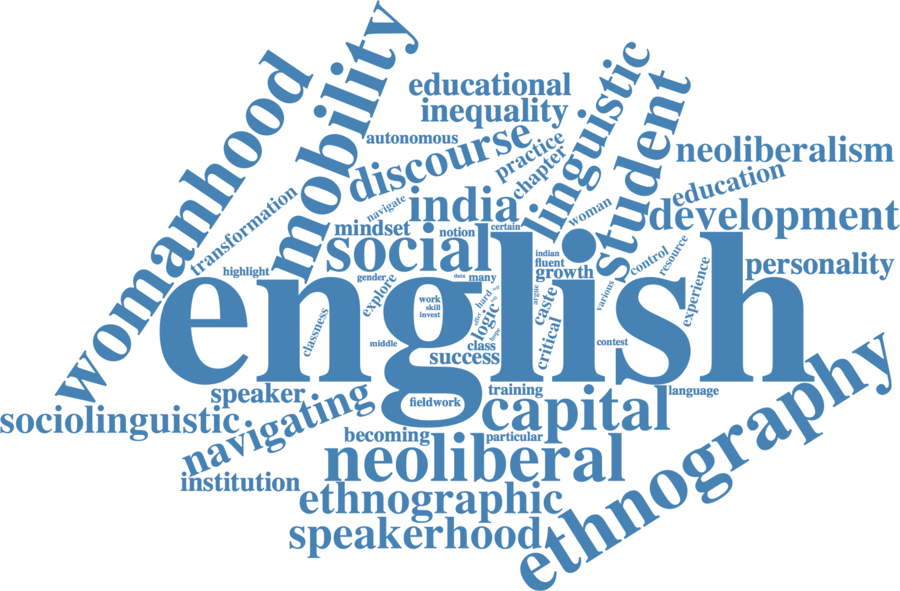 womanhood
mobility
educational
inequality
autonomous
discourse
practice
chapter
linguistic
student
neoliberalism
education
development
personality
transformation
navigate
india
woman
mindset
notion
certain
social
highlight
gender
explore
data
many
indian
fluent
growth
control
resource
various
experience
english
work
skill
invest
hard
logic
hope
argue
caste
critical
classness
middle
class
success
contest
speaker
fieldwork
training
language
sociolinguistic
navigating
capital
becoming
particular
neoliberal
institution
ethnographic
speakerhood
ethnography